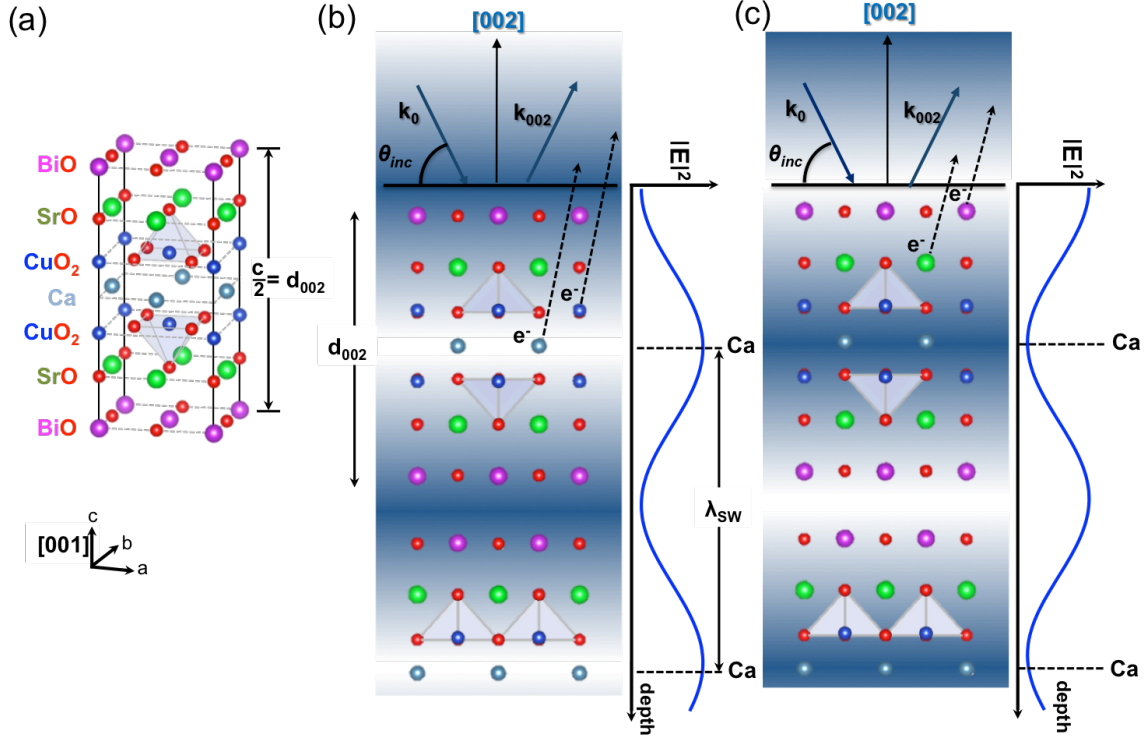 (a)
BiO
SrO
CuO₂
Ca
CuO₂
SrO
BiO
c/2 = d₀₀₂
[001]
c
b
a
(b)
[002]
k₀
k₀₀₂
θinc
e⁻
e⁻
d₀₀₂
|E|²
Ca
λSW
Ca
depth
(c)
[002]
k₀
k₀₀₂
θinc
e⁻
e⁻
|E|²
Ca
Ca
depth